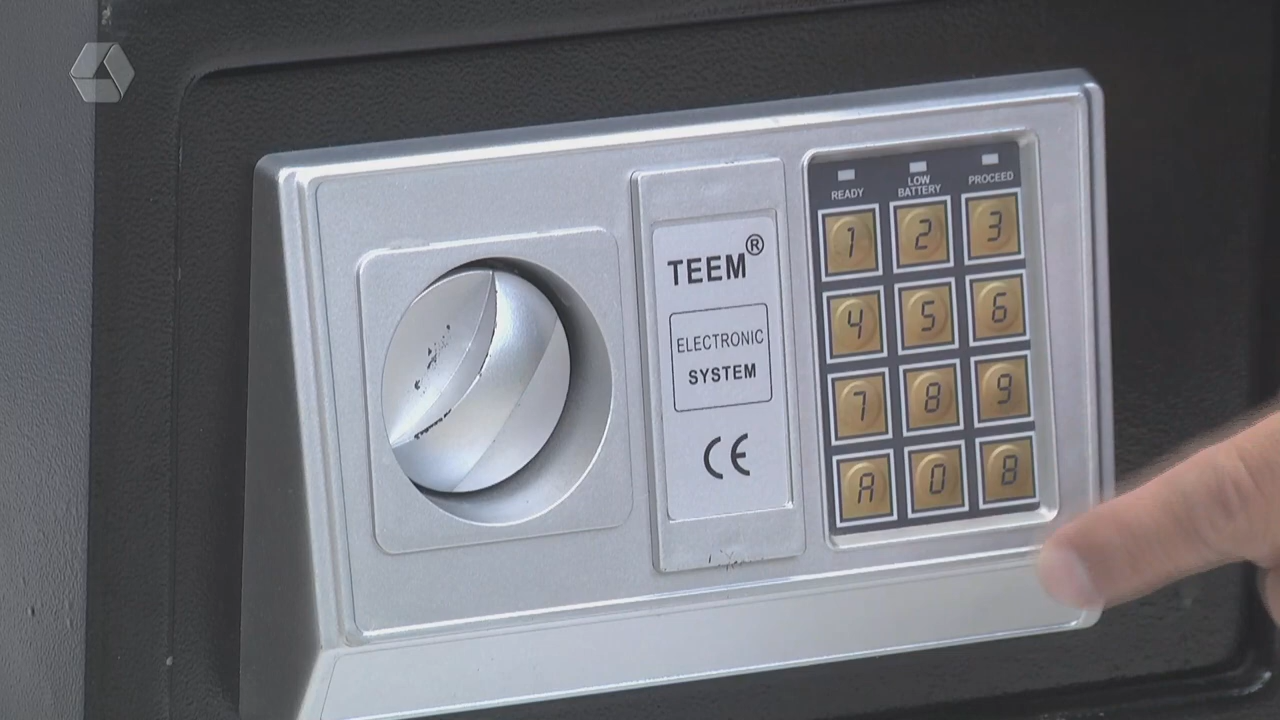 TEEM®
ELECTRONIC
SYSTEM
CE
READY
LOW
BATTERY
PROCEED
1 2 3
4 5 6
7 8 9
A 0 B